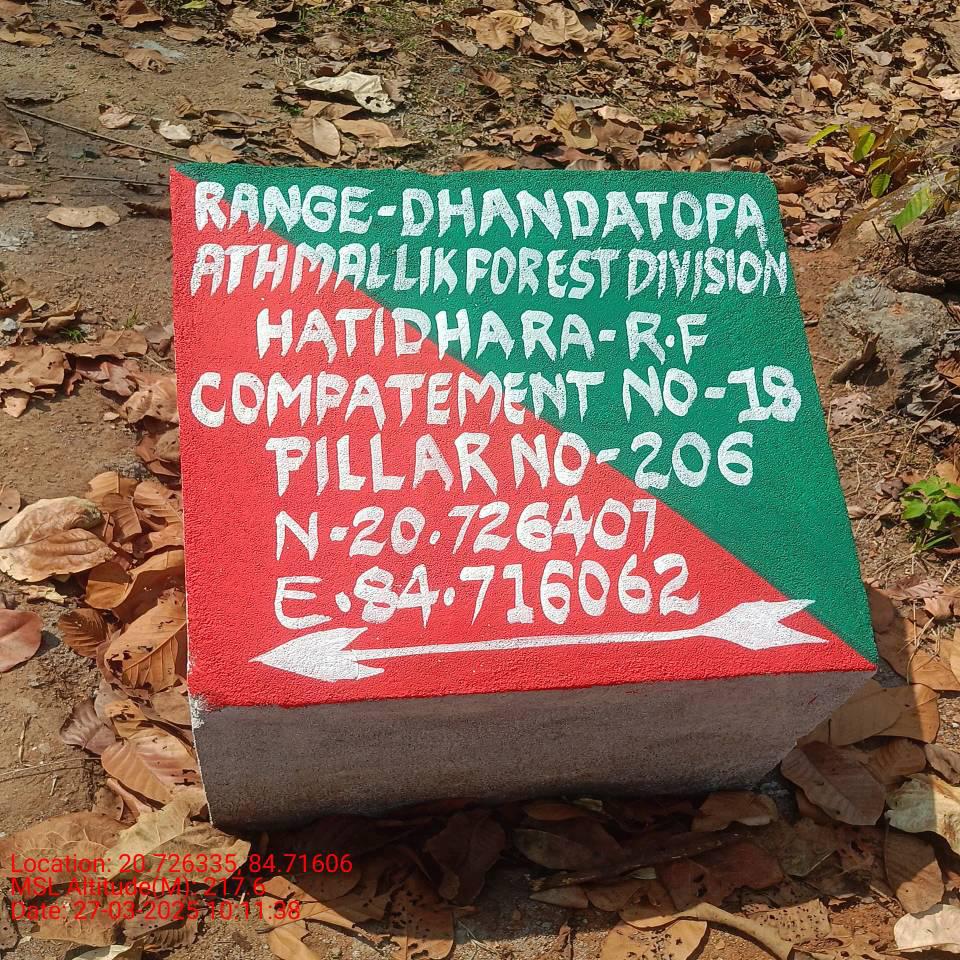 RANGE-DHANDATOPA
ATHMALLIK FOREST DIVISION
HATIDHARA-R.F
COMPATEMENT NO-18
PILLAR NO-206
N-20.726407
E.84.716062
Location: 20.726335, 84.71606
MSL Altitude(M): 217.6
Date: 27-03-2025 10:11:38